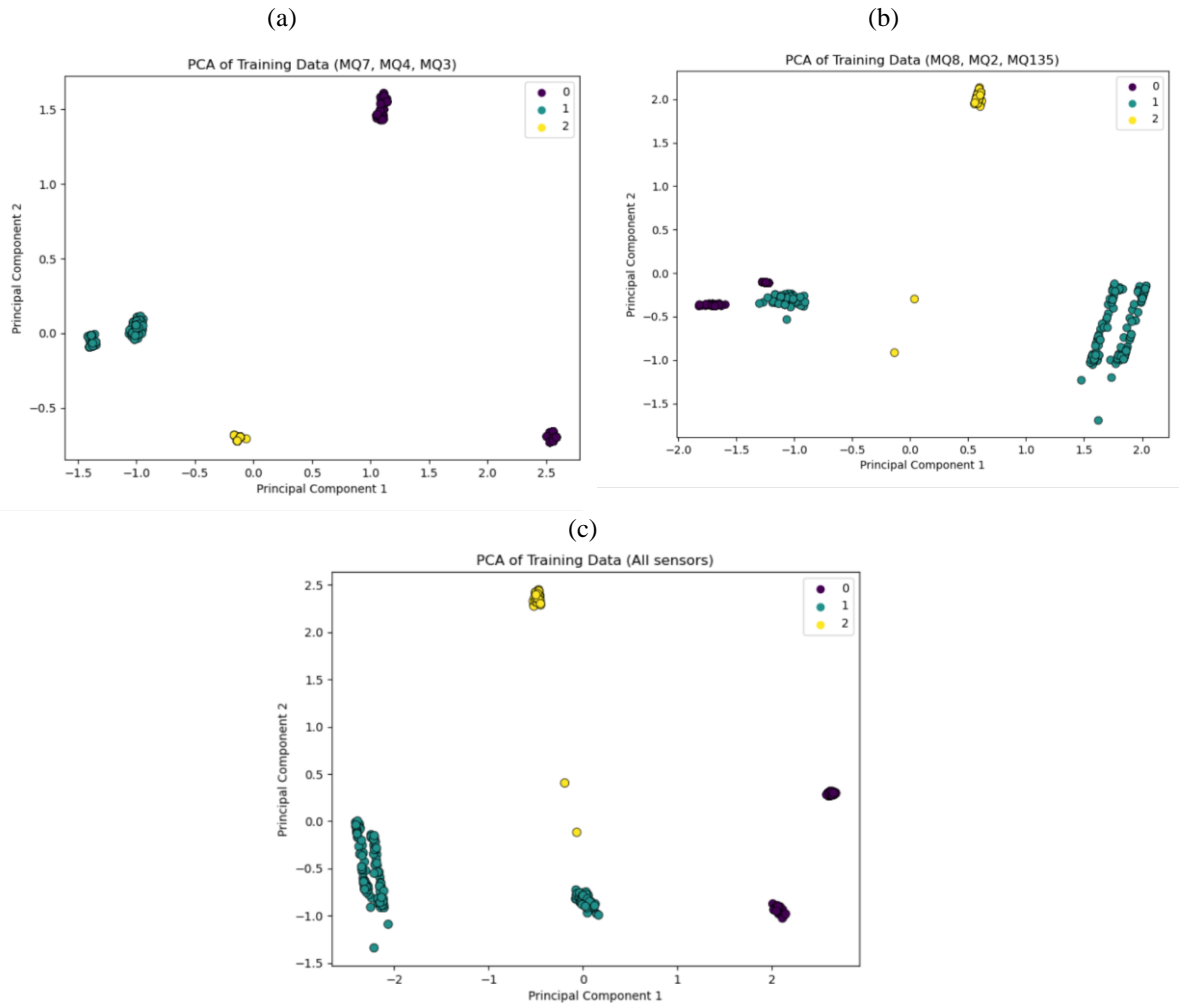 (a)
PCA of Training Data (MQ7, MQ4, MQ3)
0
1
2
1.5
1.0
0.5
0.0
−0.5
Principal Component 2
−1.5 −1.0 −0.5 0.0 0.5 1.0 1.5 2.0 2.5
Principal Component 1
(b)
PCA of Training Data (MQ8, MQ2, MQ135)
0
1
2
2.0
1.5
1.0
0.5
0.0
−0.5
−1.0
−1.5
Principal Component 2
−2.0 −1.5 −1.0 −0.5 0.0 0.5 1.0 1.5 2.0
Principal Component 1
(c)
PCA of Training Data (All sensors)
0
1
2
2.5
2.0
1.5
1.0
0.5
0.0
−0.5
−1.0
−1.5
Principal Component 2
−2 −1 0 1 2
Principal Component 1